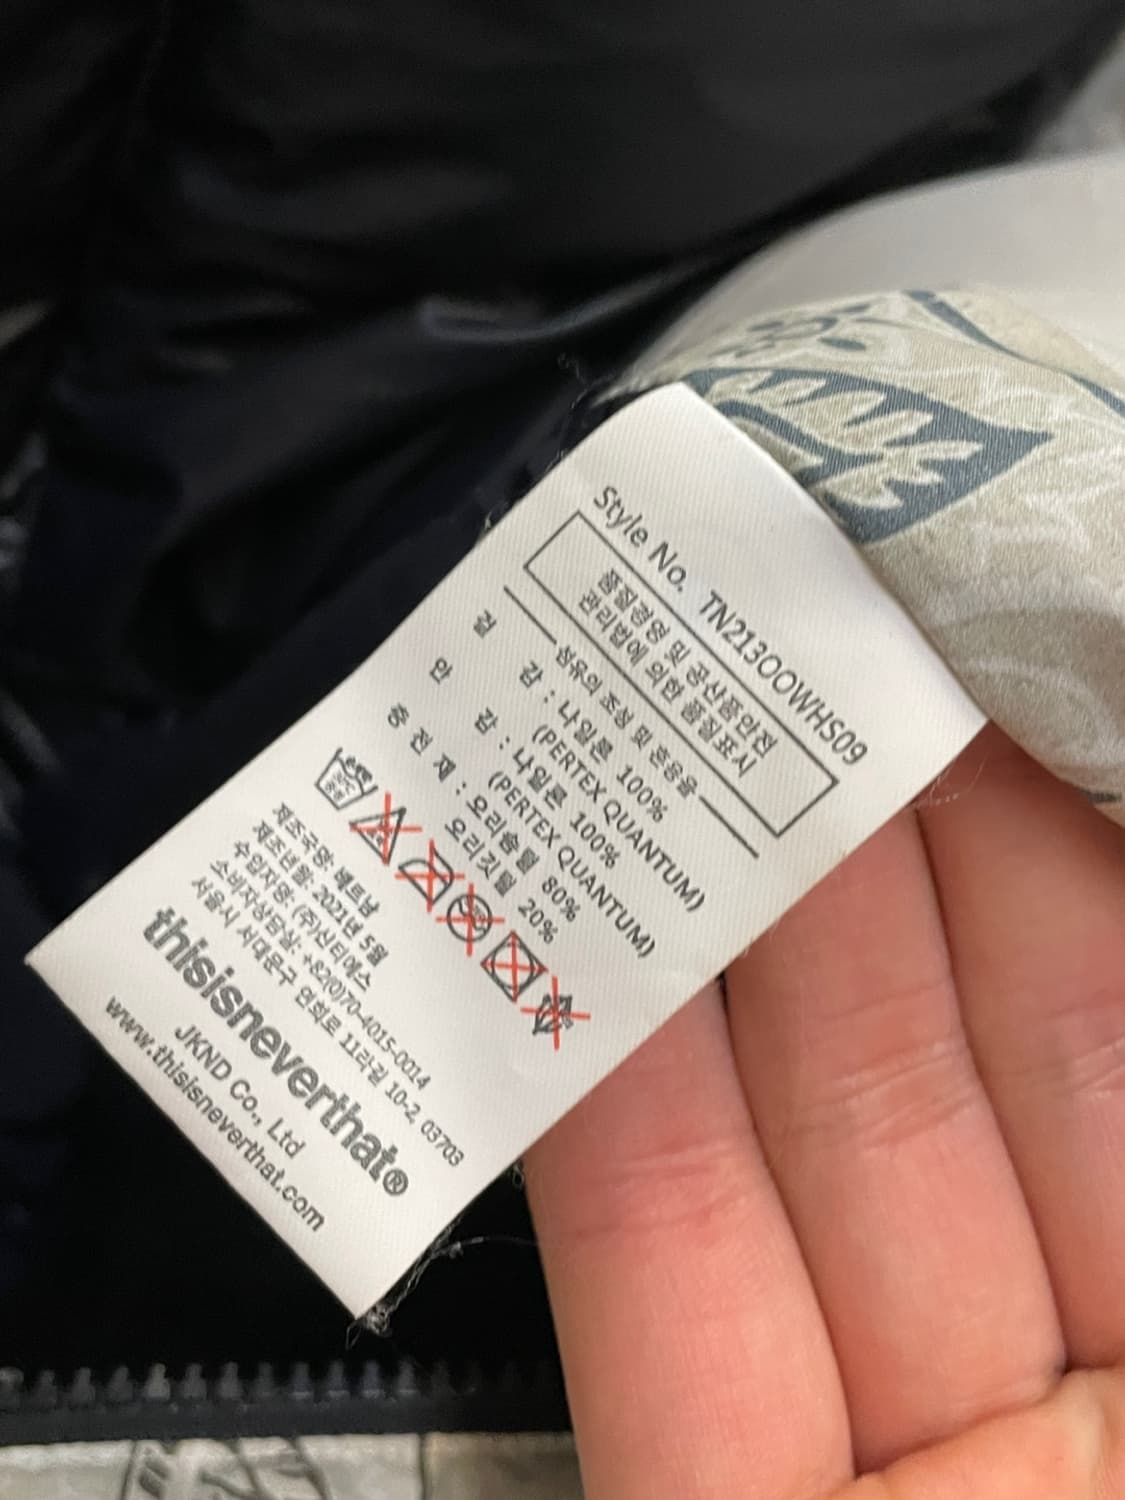 Style No. TN213OOWHS09
품질경영 및 공산품안전
관리법에 의한 품질표시
섬유의 조성 및 혼용율
겉 감 : 나일론 100%
(PERTEX QUANTUM)
안 감 : 나일론 100%
(PERTEX QUANTUM)
충 전 재 : 오리솜털 80%
오리깃털 20%
제조국명: 베트남
제조년월: 2021년 5월
수입자명: (주)신티에스
소비자상담실: +82(0)70-4015-0014
서울시 서대문구 연희로 11라길 10-2, 03703
thisisneverthat®
JKND Co., Ltd
www.thisisneverthat.com